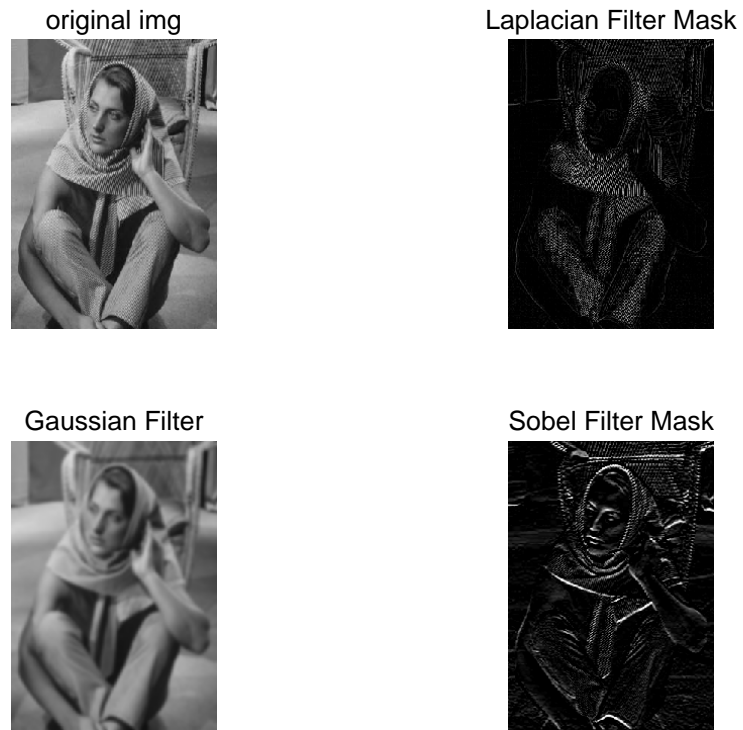 original img
Laplacian Filter Mask
Gaussian Filter
Sobel Filter Mask